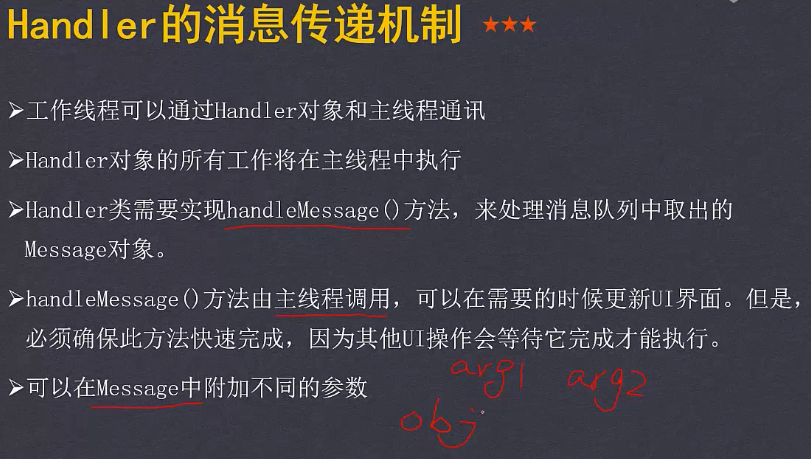 Handler的消息传递机制 ★★★
➢工作线程可以通过Handler对象和主线程通讯
➢Handler对象的所有工作将在主线程中执行
➢Handler类需要实现handleMessage()方法，来处理消息队列中取出的
Message对象。
➢handleMessage()方法由主线程调用，可以在需要的时候更新UI界面。但是，
必须确保此方法快速完成，因为其他UI操作会等待它完成才能执行。
➢可以在Message中附加不同的参数
arg1 arg2
obj